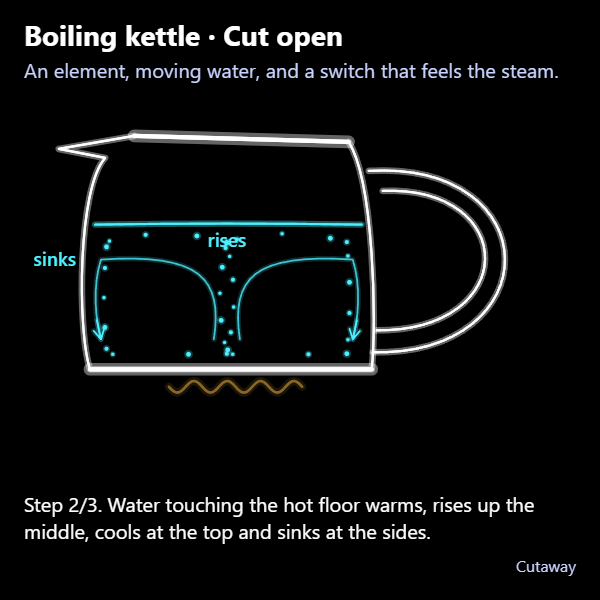 Boiling kettle · Cut open
An element, moving water, and a switch that feels the steam.
rises
sinks
Step 2/3. Water touching the hot floor warms, rises up the
middle, cools at the top and sinks at the sides.
Cutaway